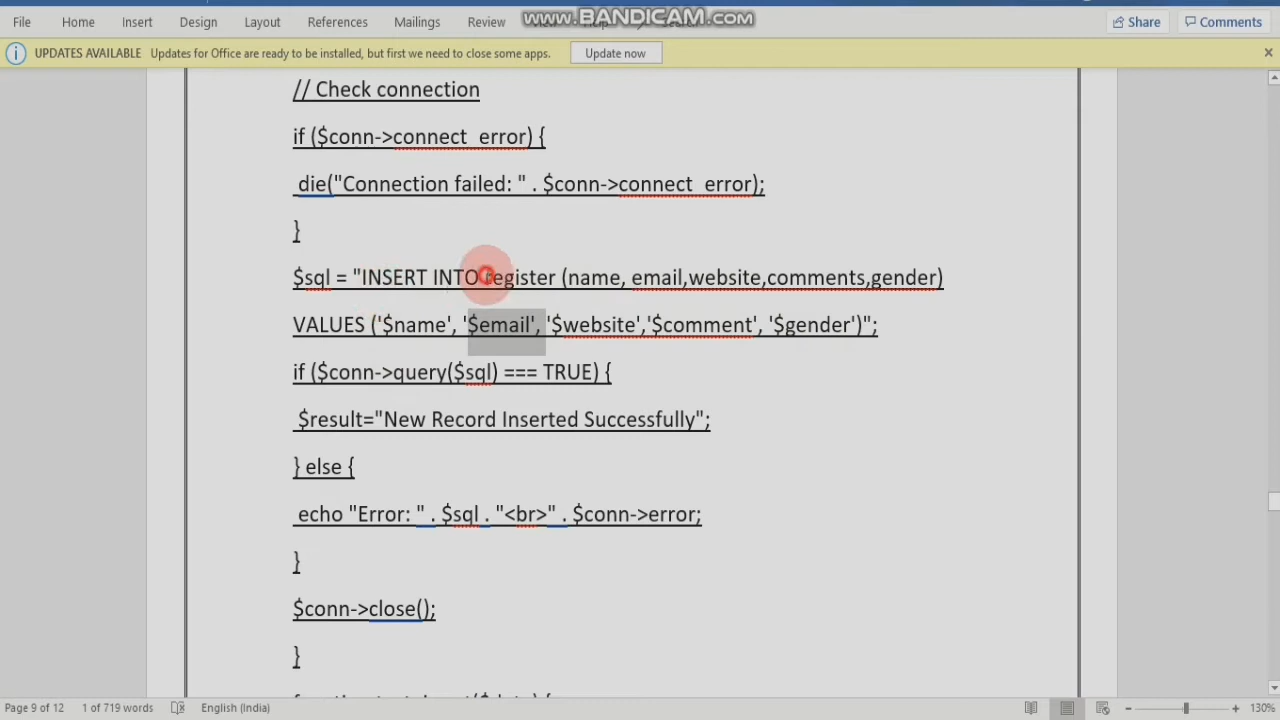 File Home Insert Design Layout References Mailings Review Help Share Comments
WWW.BANDICAM.COM
UPDATES AVAILABLE Updates for Office are ready to be installed, but first we need to close some apps. Update now
// Check connection
if ($conn->connect_error) {
die("Connection failed: " . $conn->connect_error);
}
$sql = "INSERT INTO register (name, email,website,comments,gender)
VALUES ('$name', '$email', '$website','$comment', '$gender')";
if ($conn->query($sql) === TRUE) {
$result="New Record Inserted Successfully";
} else {
echo "Error: " . $sql . "<br>" . $conn->error;
}
$conn->close();
}
Page 9 of 12 1 of 719 words English (India) 130%